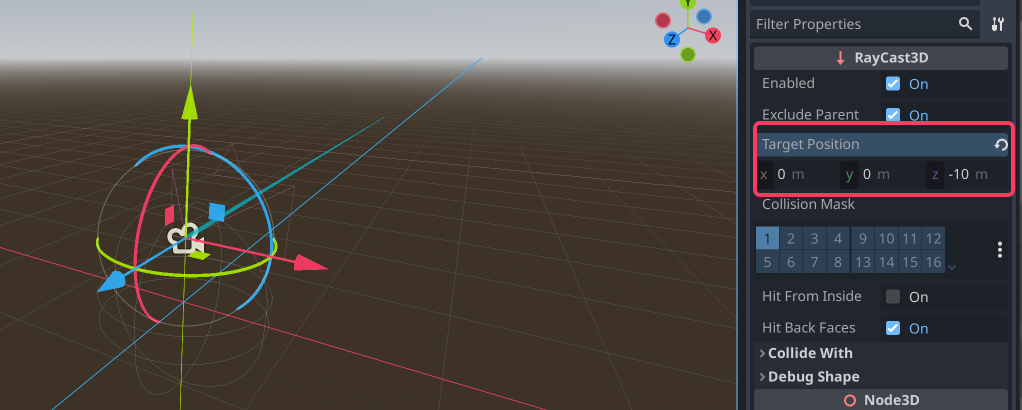 Y
X
Z
Filter Properties
RayCast3D
Enabled On
Exclude Parent On
Target Position
x 0 m y 0 m z -10 m
Collision Mask
1 2 3 4 9 10 11 12
5 6 7 8 13 14 15 16
Hit From Inside On
Hit Back Faces On
Collide With
Debug Shape
Node3D